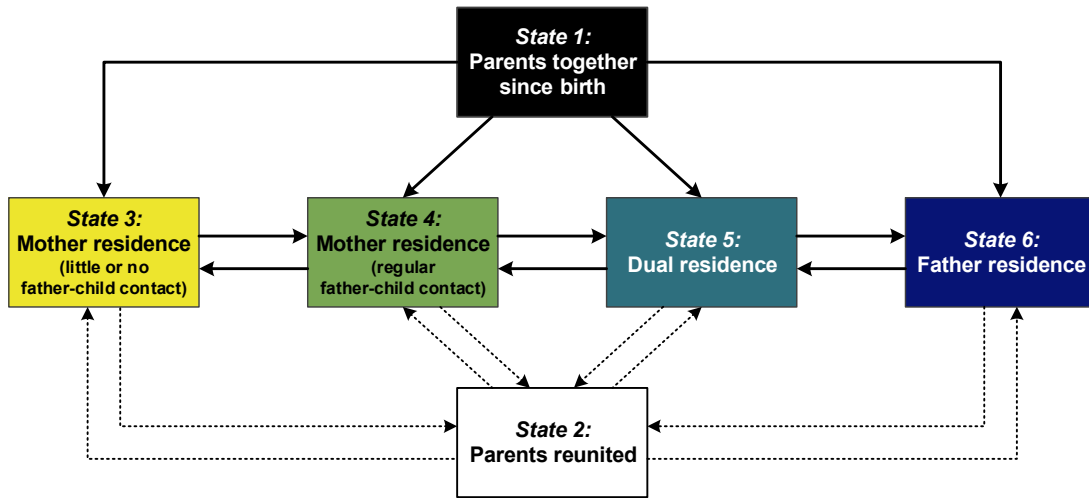 State 1:
Parents together
since birth
State 3:
Mother residence
(little or no
father-child contact)
State 4:
Mother residence
(regular
father-child contact)
State 5:
Dual residence
State 6:
Father residence
State 2:
Parents reunited